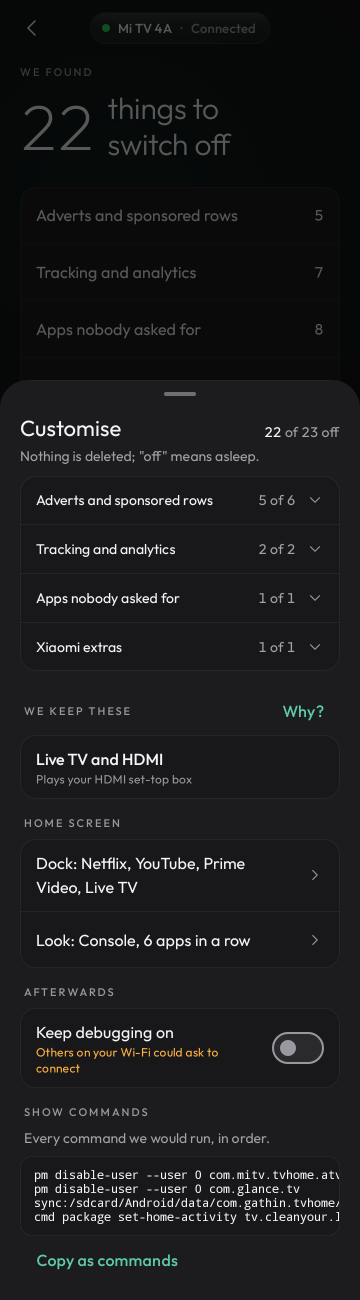 Mi TV 4A · Connected
WE FOUND
22 things to
switch off
Adverts and sponsored rows 5
Tracking and analytics 7
Apps nobody asked for 8
Customise
22 of 23 off
Nothing is deleted; "off" means asleep.
Adverts and sponsored rows 5 of 6
Tracking and analytics 2 of 2
Apps nobody asked for 1 of 1
Xiaomi extras 1 of 1
WE KEEP THESE Why?
Live TV and HDMI
Plays your HDMI set-top box
HOME SCREEN
Dock: Netflix, YouTube, Prime
Video, Live TV
Look: Console, 6 apps in a row
AFTERWARDS
Keep debugging on
Others on your Wi-Fi could ask to
connect
SHOW COMMANDS
Every command we would run, in order.
pm disable-user --user 0 com.mitv.tvhome.atv
pm disable-user --user 0 com.glance.tv
sync:/sdcard/Android/data/com.gathin.tvhome/
cmd package set-home-activity tv.cleanyour.l
Copy as commands